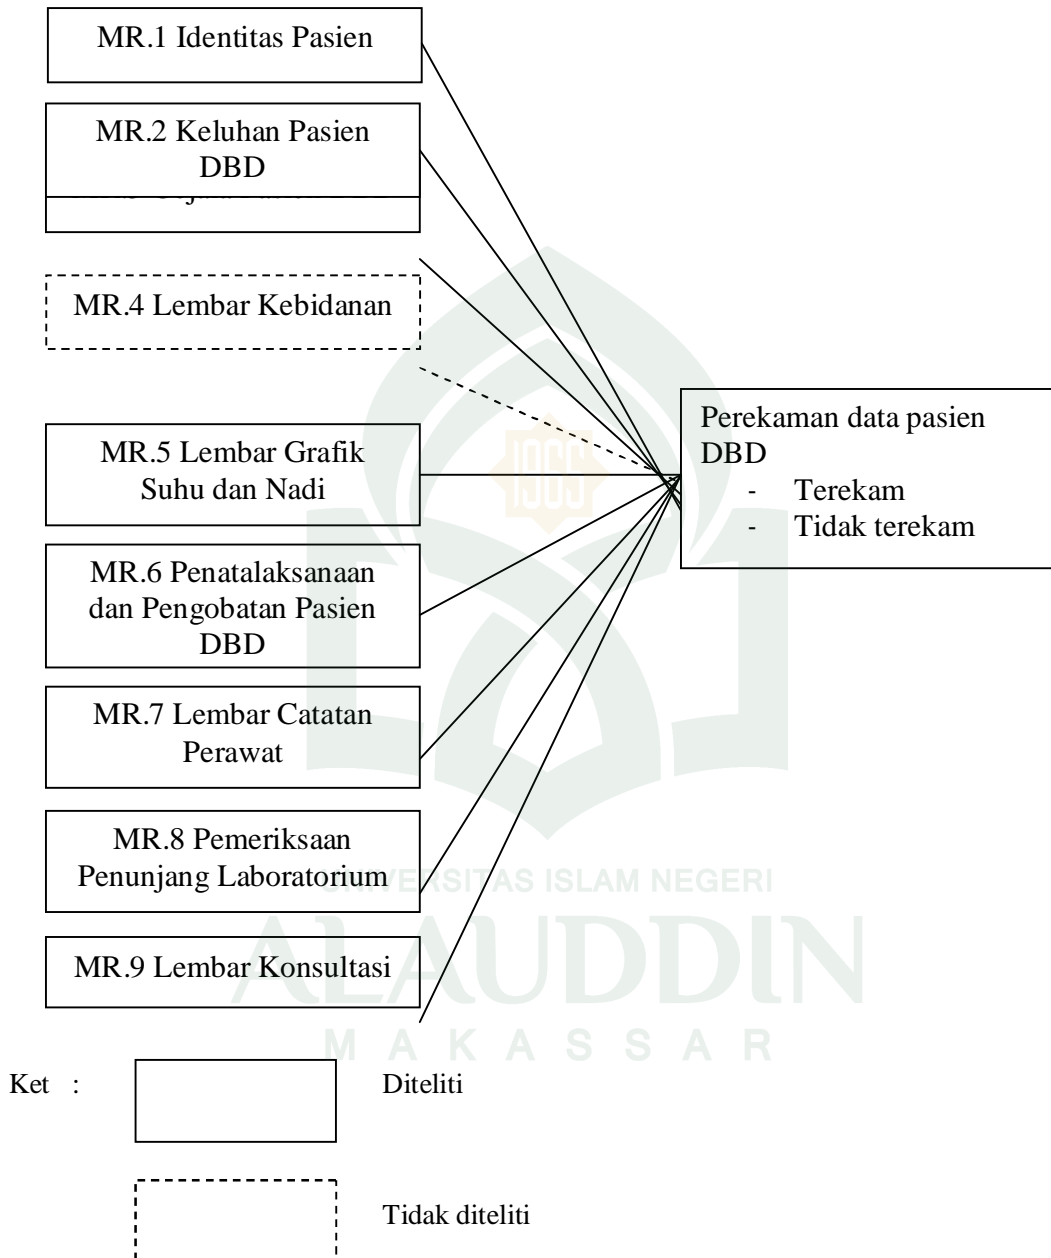 MR.1 Identitas Pasien
MR.2 Keluhan Pasien
DBD
MR.4 Lembar Kebidanan
MR.5 Lembar Grafik
Suhu dan Nadi
MR.6 Penatalaksanaan
dan Pengobatan Pasien
DBD
MR.7 Lembar Catatan
Perawat
MR.8 Pemeriksaan
Penunjang Laboratorium
MR.9 Lembar Konsultasi
Perekaman data pasien
DBD
- Terekam
- Tidak terekam
1965
UNIVERSITAS ISLAM NEGERI
ALAUDDIN
MAKASSAR
Ket :
Diteliti
Tidak diteliti